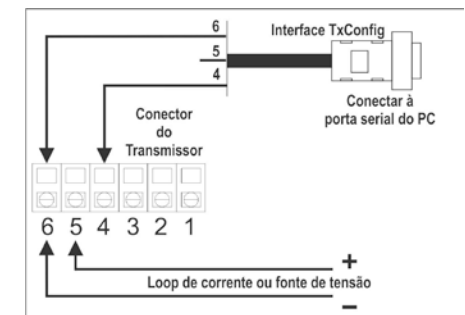 6
Interface TxConfig
5
4
Conectar à
porta serial do PC
Conector
do
Transmissor
6 5 4 3 2 1
+
Loop de corrente ou fonte de tensão
–